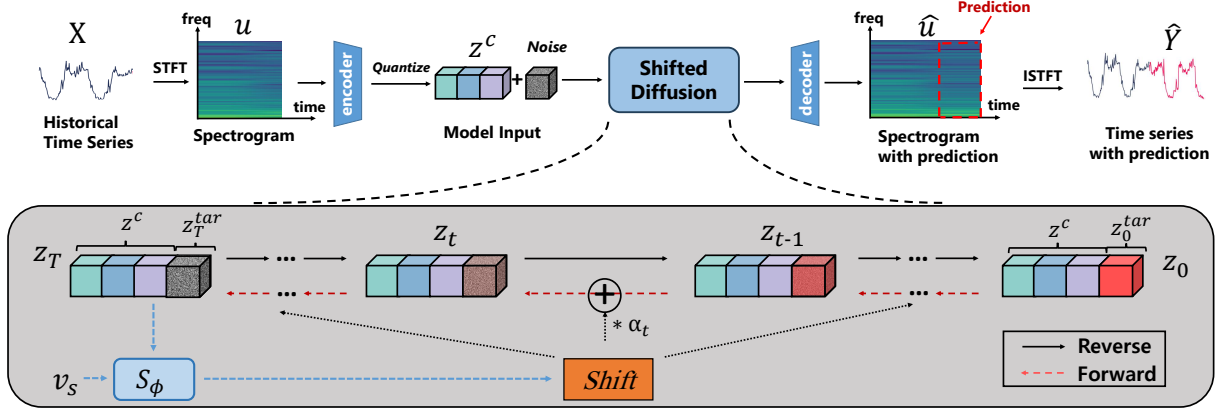 X
STFT
Historical
Time Series
freq
u
time
Spectrogram
encoder
Quantize
z^c
Noise
+
Model Input
Shifted
Diffusion
decoder
freq
û
Prediction
time
Spectrogram
with prediction
ISTFT
Ŷ
Time series
with prediction
z_T
z^c
z_T^{tar}
...
...
z_t
+
* α_t
z_{t-1}
...
...
z^c
z_0^{tar}
z_0
v_s
S_ϕ
Shift
Reverse
Forward